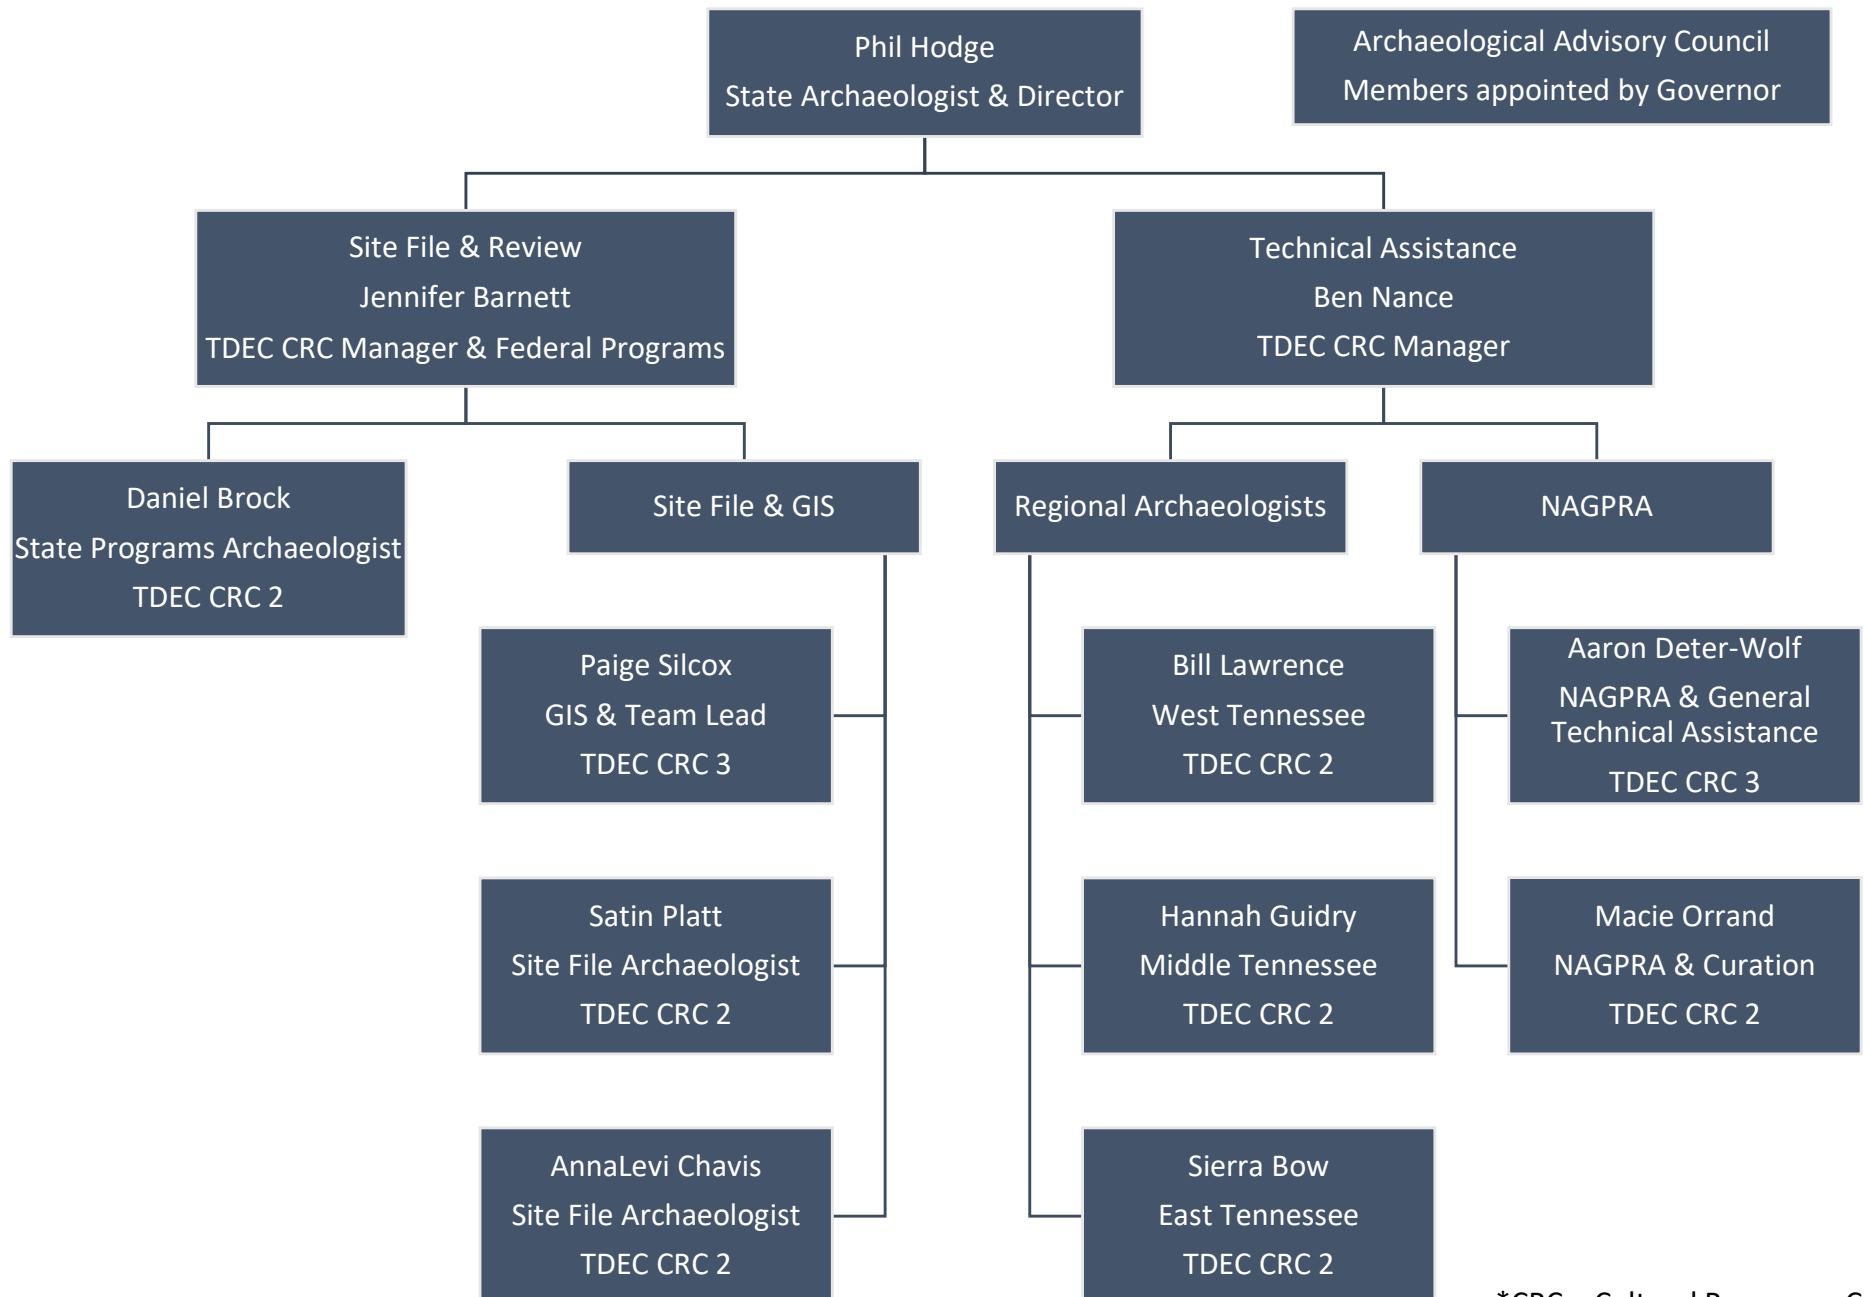 Phil Hodge
State Archaeologist & Director
Archaeological Advisory Council
Members appointed by Governor
Site File & Review
Jennifer Barnett
TDEC CRC Manager & Federal Programs
Technical Assistance
Ben Nance
TDEC CRC Manager
Daniel Brock
State Programs Archaeologist
TDEC CRC 2
Site File & GIS
Regional Archaeologists
NAGPRA
Paige Silcox
GIS & Team Lead
TDEC CRC 3
Bill Lawrence
West Tennessee
TDEC CRC 2
Aaron Deter-Wolf
NAGPRA & General
Technical Assistance
TDEC CRC 3
Satin Platt
Site File Archaeologist
TDEC CRC 2
Hannah Guidry
Middle Tennessee
TDEC CRC 2
Macie Orrand
NAGPRA & Curation
TDEC CRC 2
AnnaLevi Chavis
Site File Archaeologist
TDEC CRC 2
Sierra Bow
East Tennessee
TDEC CRC 2